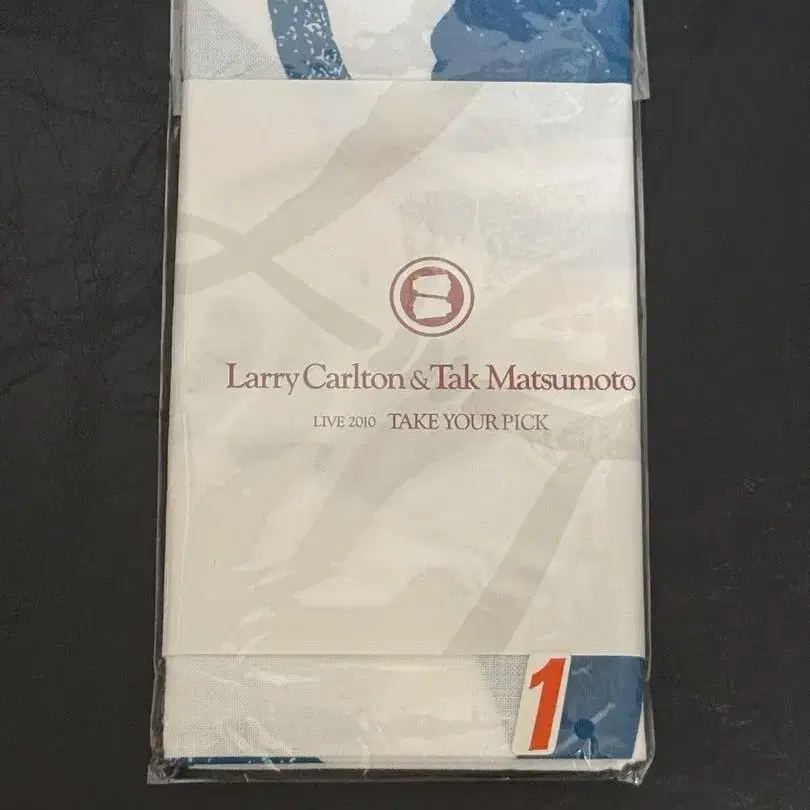 Larry Carlton & Tak Matsumoto
LIVE 2010 TAKE YOUR PICK
1